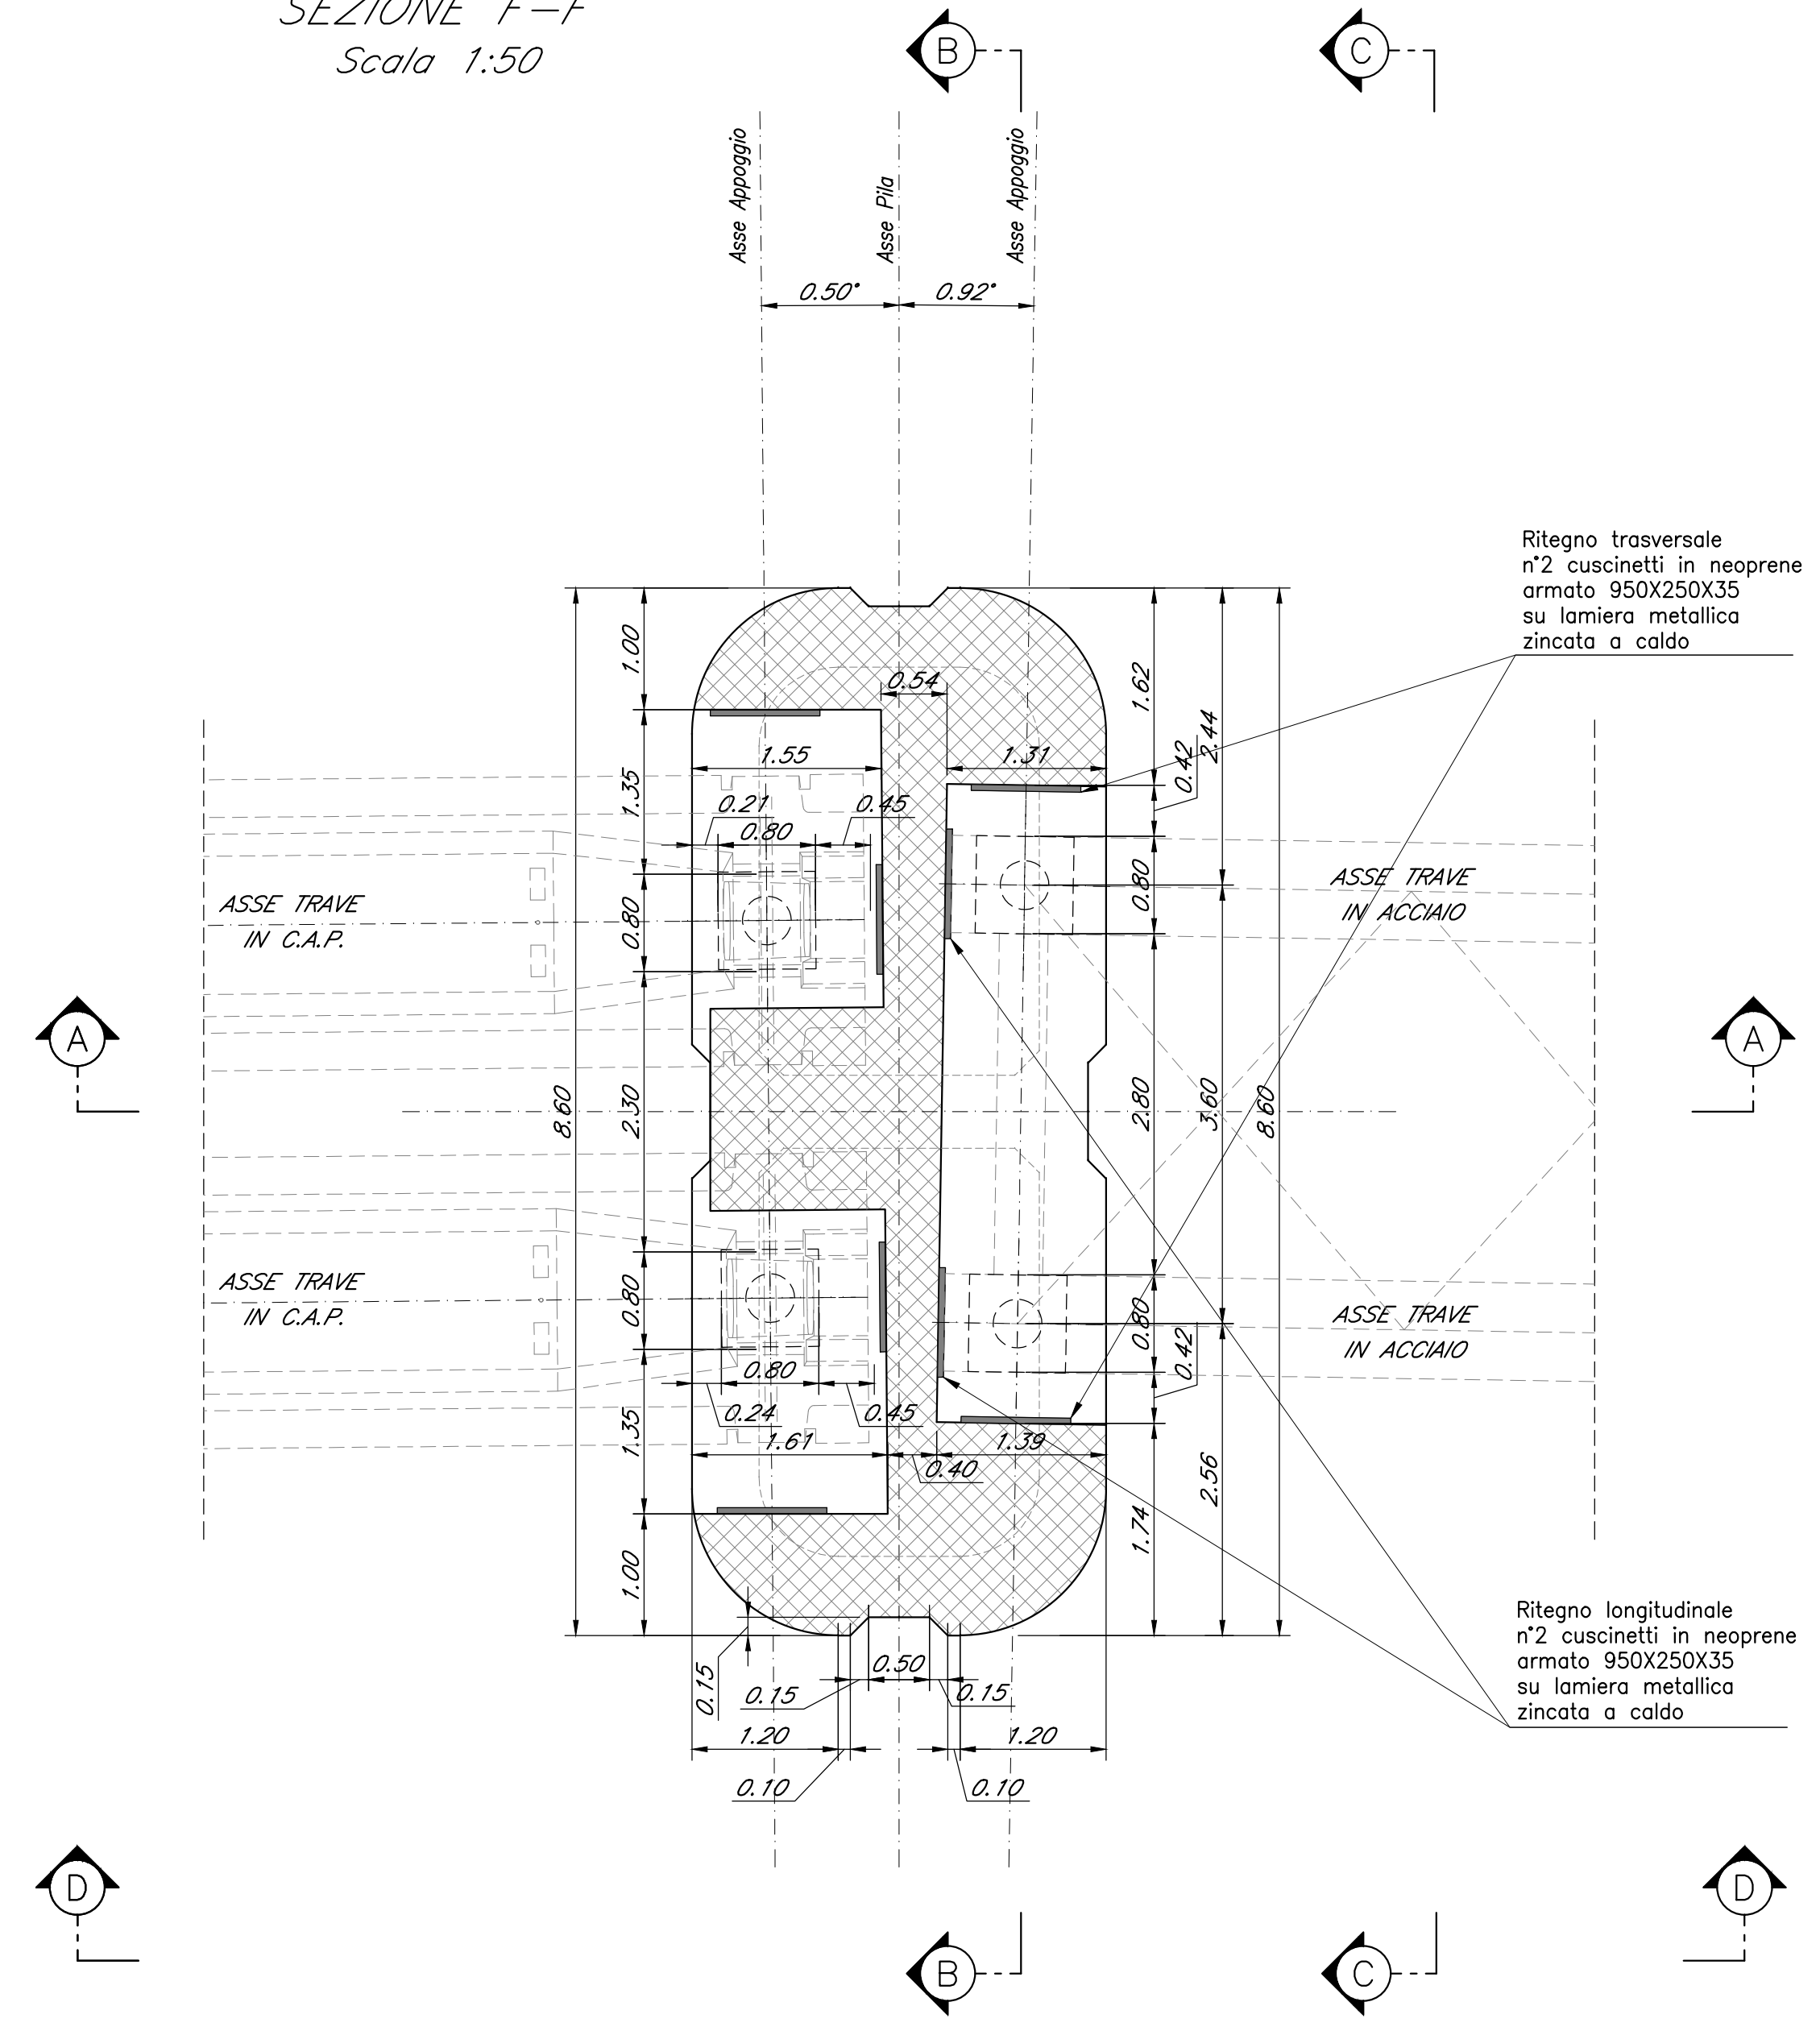 SEZIONE F-F
Scala 1:50
B
C
Asse Appoggio
Asse Pila
Asse Appoggio
0.50°
0.92°
Ritegno trasversale
n°2 cuscinetti in neoprene
armato 950X250X35
su lamiera metallica
zincata a caldo
1.00
1.62
0.54
2.44
1.55
1.31
0.42
1.35
0.21
0.45
0.80
0.80
ASSE TRAVE
IN C.A.P.
0.80
ASSE TRAVE
IN ACCIAIO
A
A
8.60
2.30
2.80
3.60
8.60
ASSE TRAVE
IN C.A.P.
0.80
0.80
ASSE TRAVE
IN ACCIAIO
0.42
0.80
0.24
0.45
1.35
1.61
1.39
0.40
2.56
1.74
1.00
Ritegno longitudinale
n°2 cuscinetti in neoprene
armato 950X250X35
su lamiera metallica
zincata a caldo
0.15
0.50
0.15
0.15
1.20
1.20
0.10
0.10
D
D
B
C